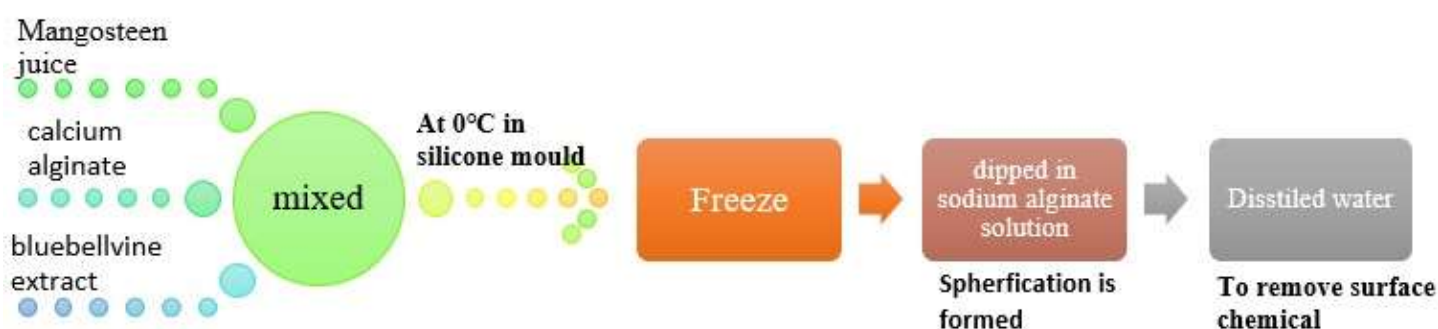 Mangosteen
juice
calcium
alginate
bluebellvine
extract
mixed
At 0°C in
silicone mould
Freeze
dipped in
sodium alginate
solution
Spherfication is
formed
Disstiled water
To remove surface
chemical